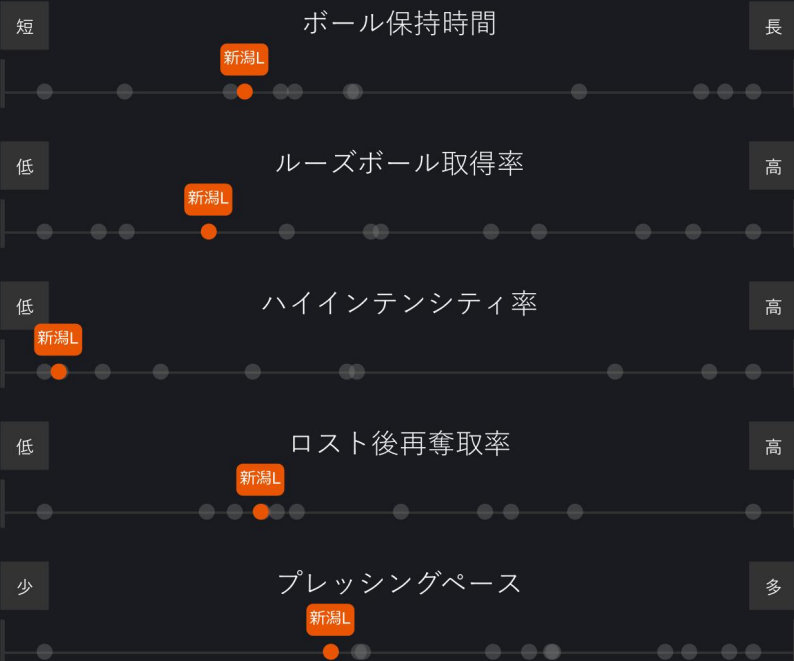 ボール保持時間
短
長
新潟L
ルーズボール取得率
低
高
新潟L
ハイインテンシティ率
低
高
新潟L
ロスト後再奪取率
低
高
新潟L
プレッシングペース
少
多
新潟L